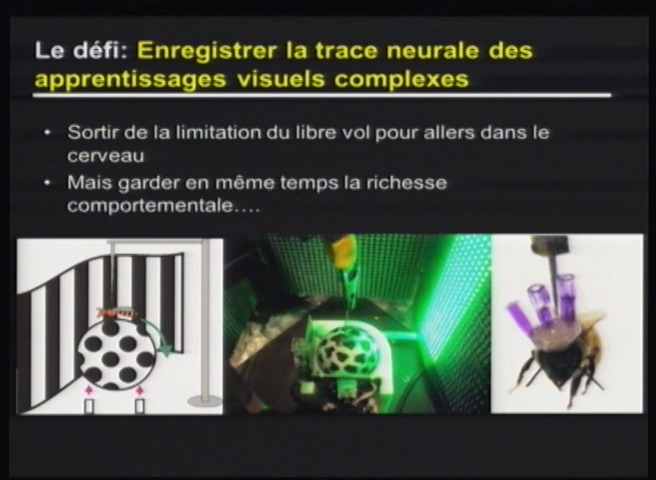 Le défi: Enregistrer la trace neurale des
apprentissages visuels complexes
• Sortir de la limitation du libre vol pour allers dans le
cerveau
• Mais garder en même temps la richesse
comportementale....